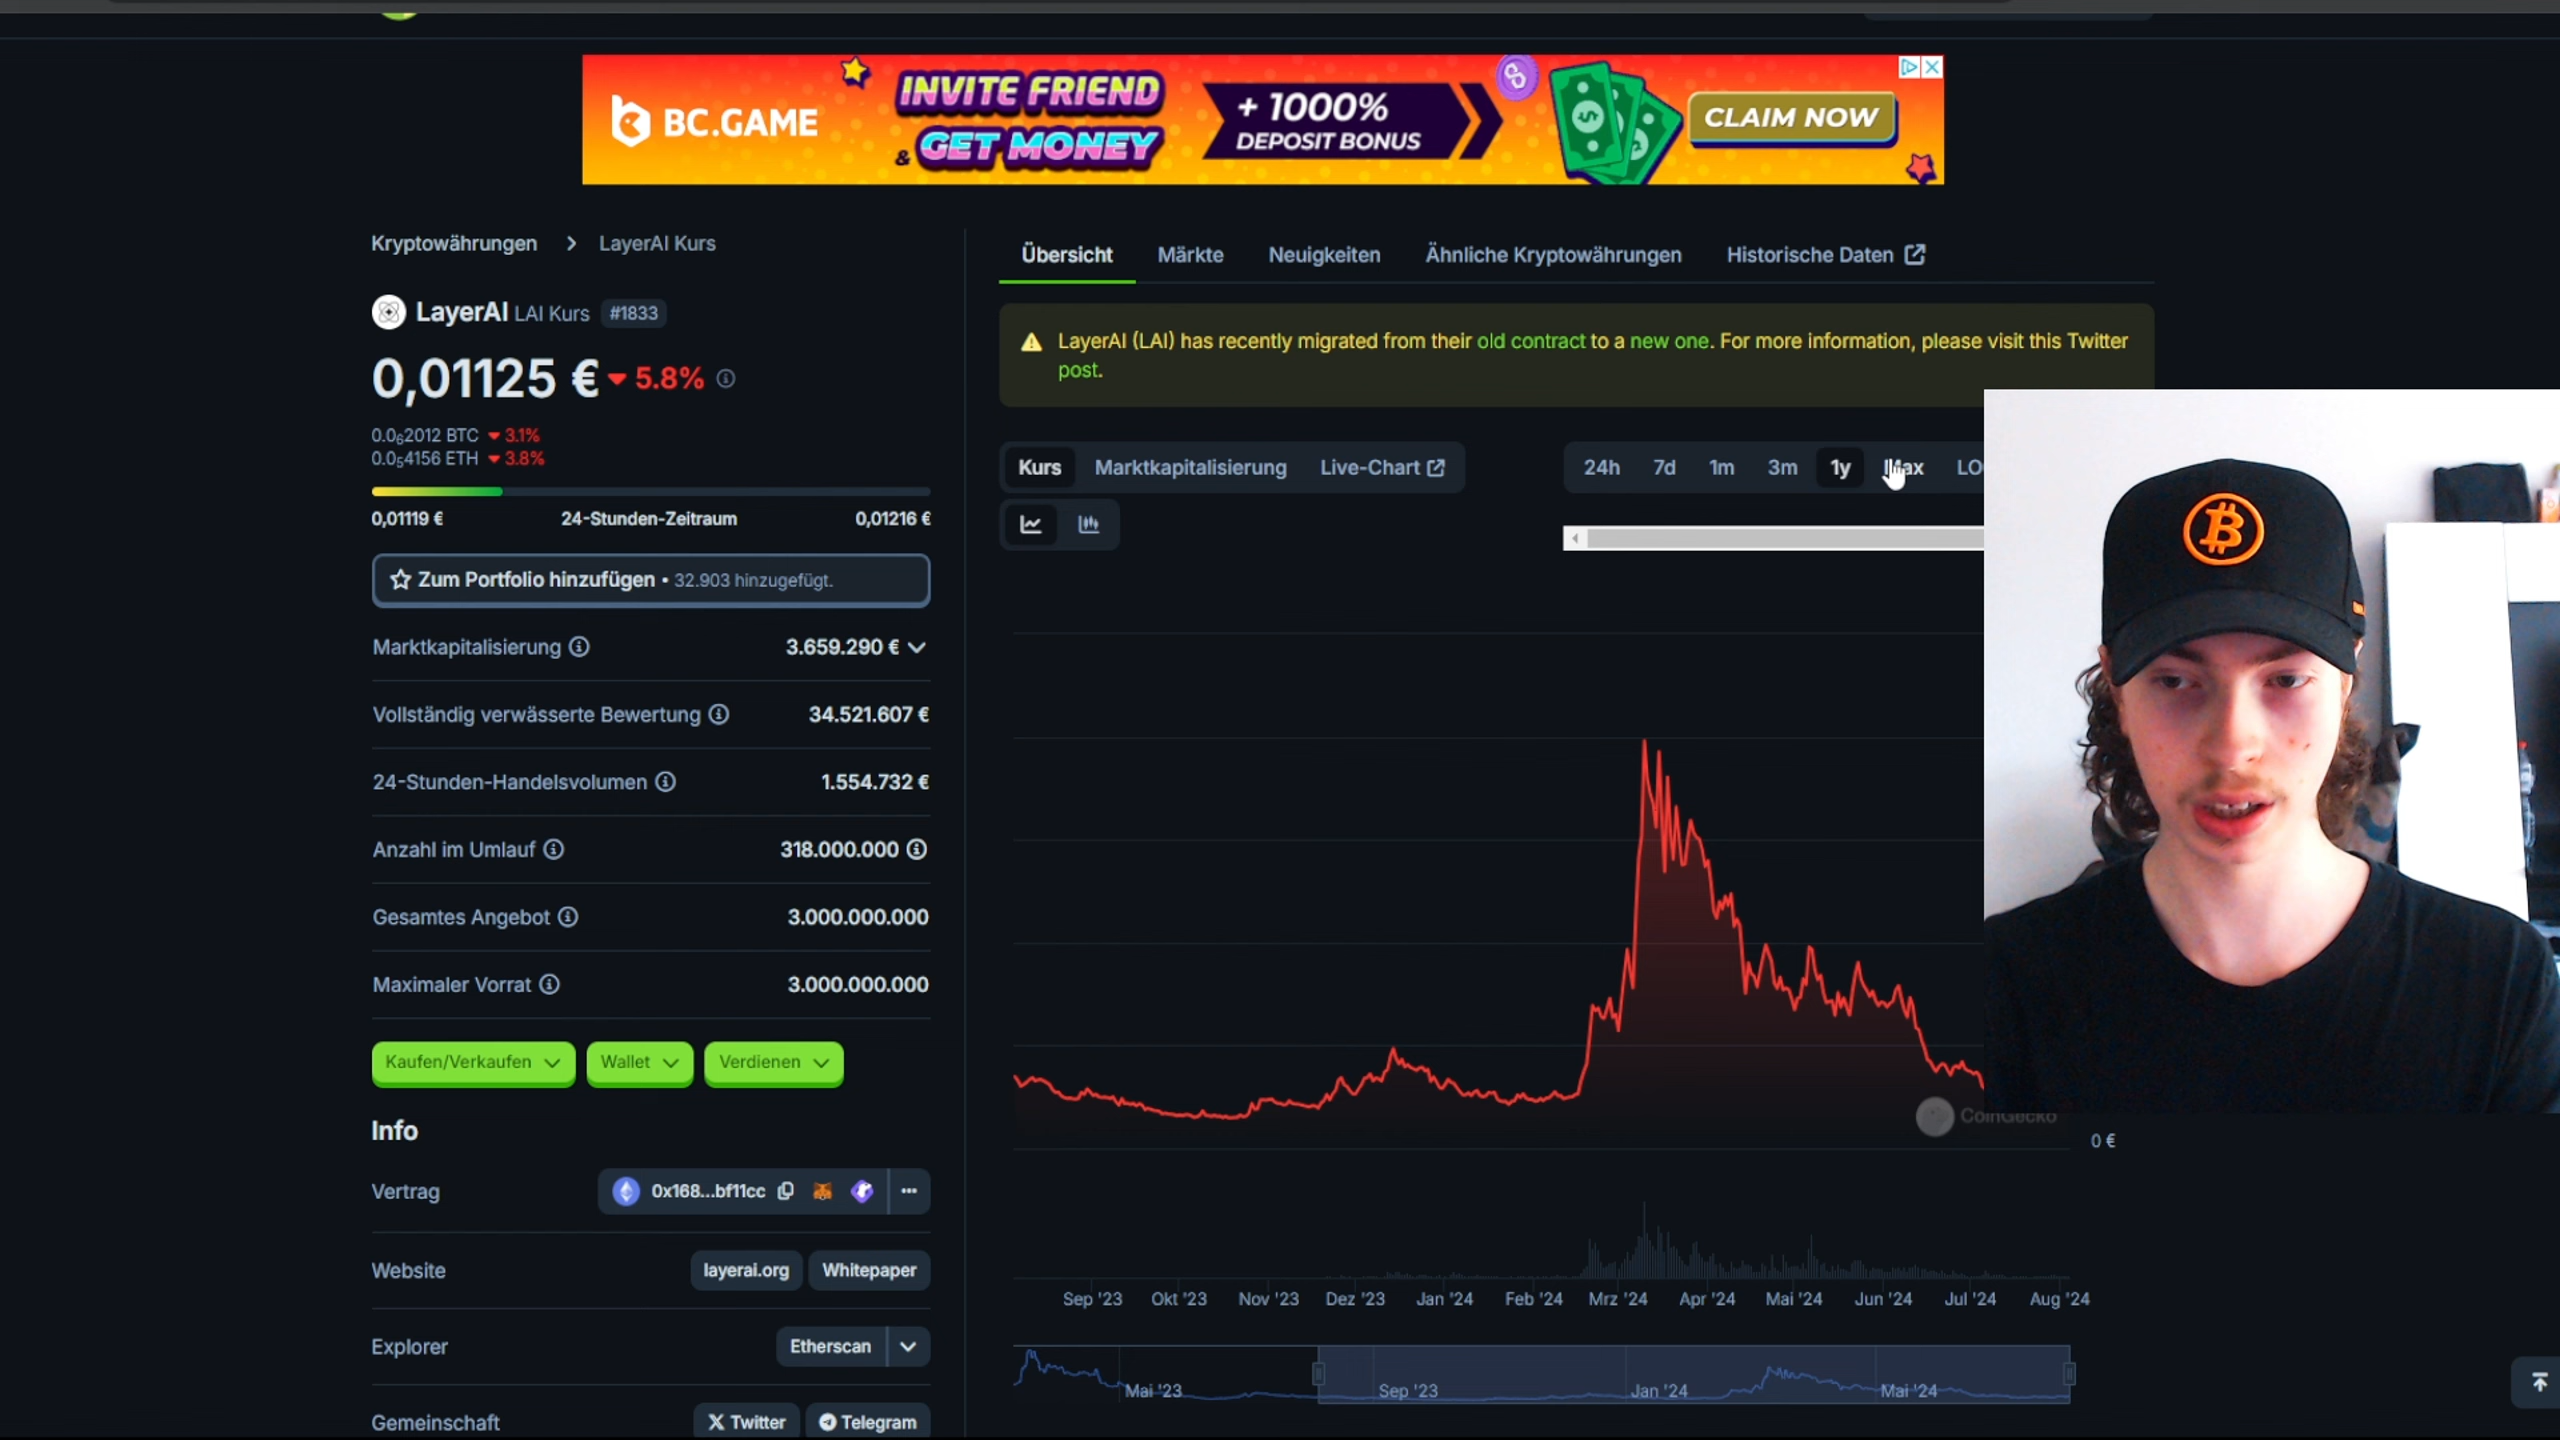 BC.GAME
INVITE FRIEND
& GET MONEY
+ 1000%
DEPOSIT BONUS
CLAIM NOW
Kryptowährungen > LayerAI Kurs
LayerAI LAI Kurs #1833
0,01125 € 5.8%
0.0₆2012 BTC 3.1%
0.0₅4156 ETH 3.8%
0,01119 € 24-Stunden-Zeitraum 0,01216 €
Zum Portfolio hinzufügen • 32.903 hinzugefügt.
Marktkapitalisierung 3.659.290 €
Vollständig verwässerte Bewertung 34.521.607 €
24-Stunden-Handelsvolumen 1.554.732 €
Anzahl im Umlauf 318.000.000
Gesamtes Angebot 3.000.000.000
Maximaler Vorrat 3.000.000.000
Kaufen/Verkaufen Wallet Verdienen
Info
Vertrag 0x168...bf11cc
Website layerai.org Whitepaper
Explorer Etherscan
Gemeinschaft Twitter Telegram
Übersicht Märkte Neuigkeiten Ähnliche Kryptowährungen Historische Daten
LayerAI (LAI) has recently migrated from their old contract to a new one. For more information, please visit this Twitter
post.
Kurs Marktkapitalisierung Live-Chart 24h 7d 1m 3m 1y Max LO
CoinGecko
0 €
Sep '23 Okt '23 Nov '23 Dez '23 Jan '24 Feb '24 Mrz '24 Apr '24 Mai '24 Jun '24 Jul '24 Aug '24
Mai '23 Sep '23 Jan '24 Mai '24